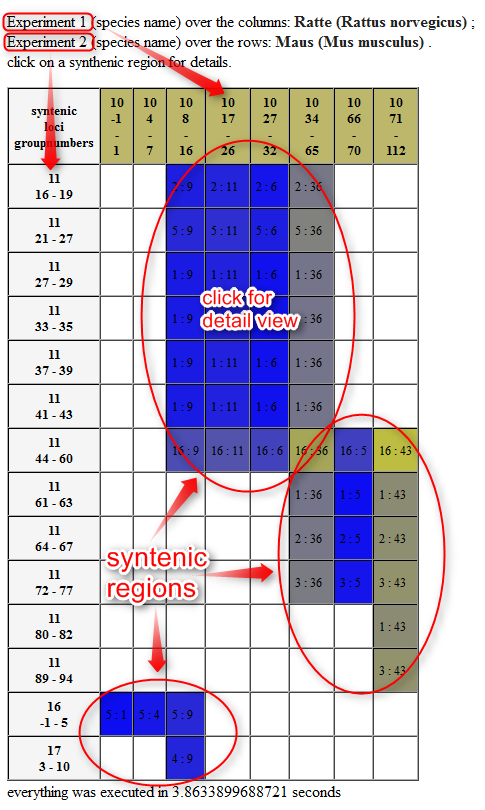 Experiment 1 (species name) over the columns: Ratte (Rattus norvegicus) ;
Experiment 2 (species name) over the rows: Maus (Mus musculus) .
click on a synthenic region for details.
syntenic loci groupnumbers 10 -1 - 1 10 4 - 7 10 8 - 16 10 17 - 26 10 27 - 32 10 34 - 65 10 66 - 70 10 71 - 112
11 16 - 19 2 : 9 2 : 11 2 : 6 2 : 36
11 21 - 27 5 : 9 5 : 11 5 : 6 5 : 36
11 27 - 29 1 : 9 1 : 11 1 : 6 1 : 36
click for
detail view
11 33 - 35 1 : 9 : 36
11 37 - 39 1 : 9 1 : 11 1 : 6 1 : 36
11 41 - 43 1 : 9 1 : 11 1 : 6 1 : 36
11 44 - 60 16 : 9 16 : 11 16 : 6 16 : 36 16 : 5 16 : 43
11 61 - 63 1 : 36 1 : 5 1 : 43
11 64 - 67 2 : 36 2 : 5 2 : 43
syntenic
regions
11 72 - 77 3 : 36 3 : 5 3 : 43
11 80 - 82 1 : 43
11 89 - 94 3 : 43
16 -1 - 5 5 : 1 5 : 4 5 : 9
17 3 - 10 4 : 9
everything was executed in 3.8633899688721 seconds